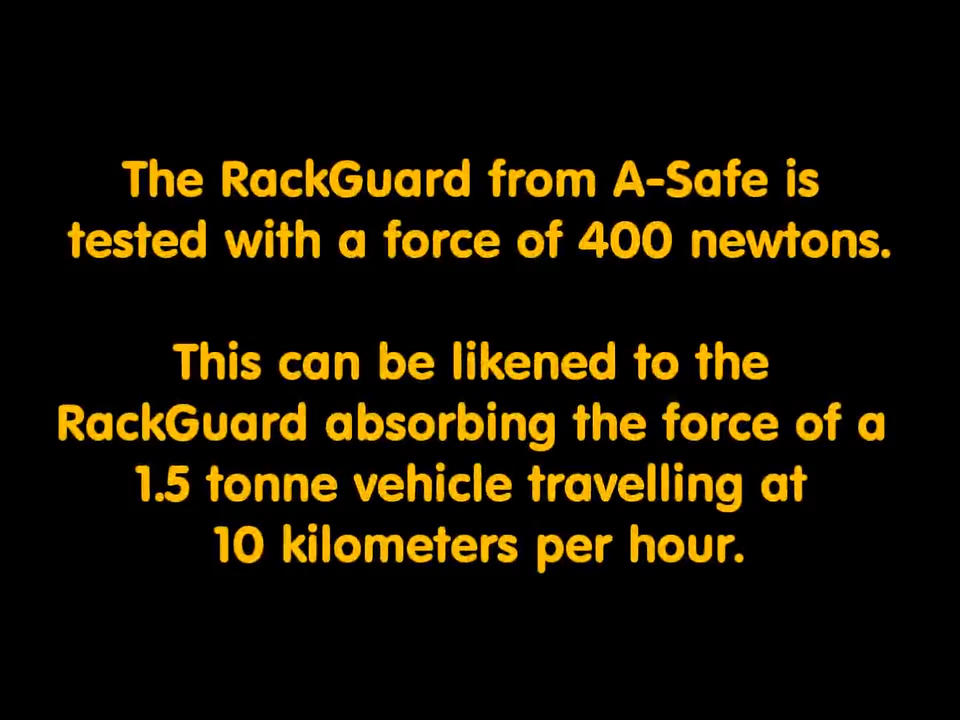 The RackGuard from A-Safe is
tested with a force of 400 newtons.
This can be likened to the
RackGuard absorbing the force of a
1.5 tonne vehicle travelling at
10 kilometers per hour.